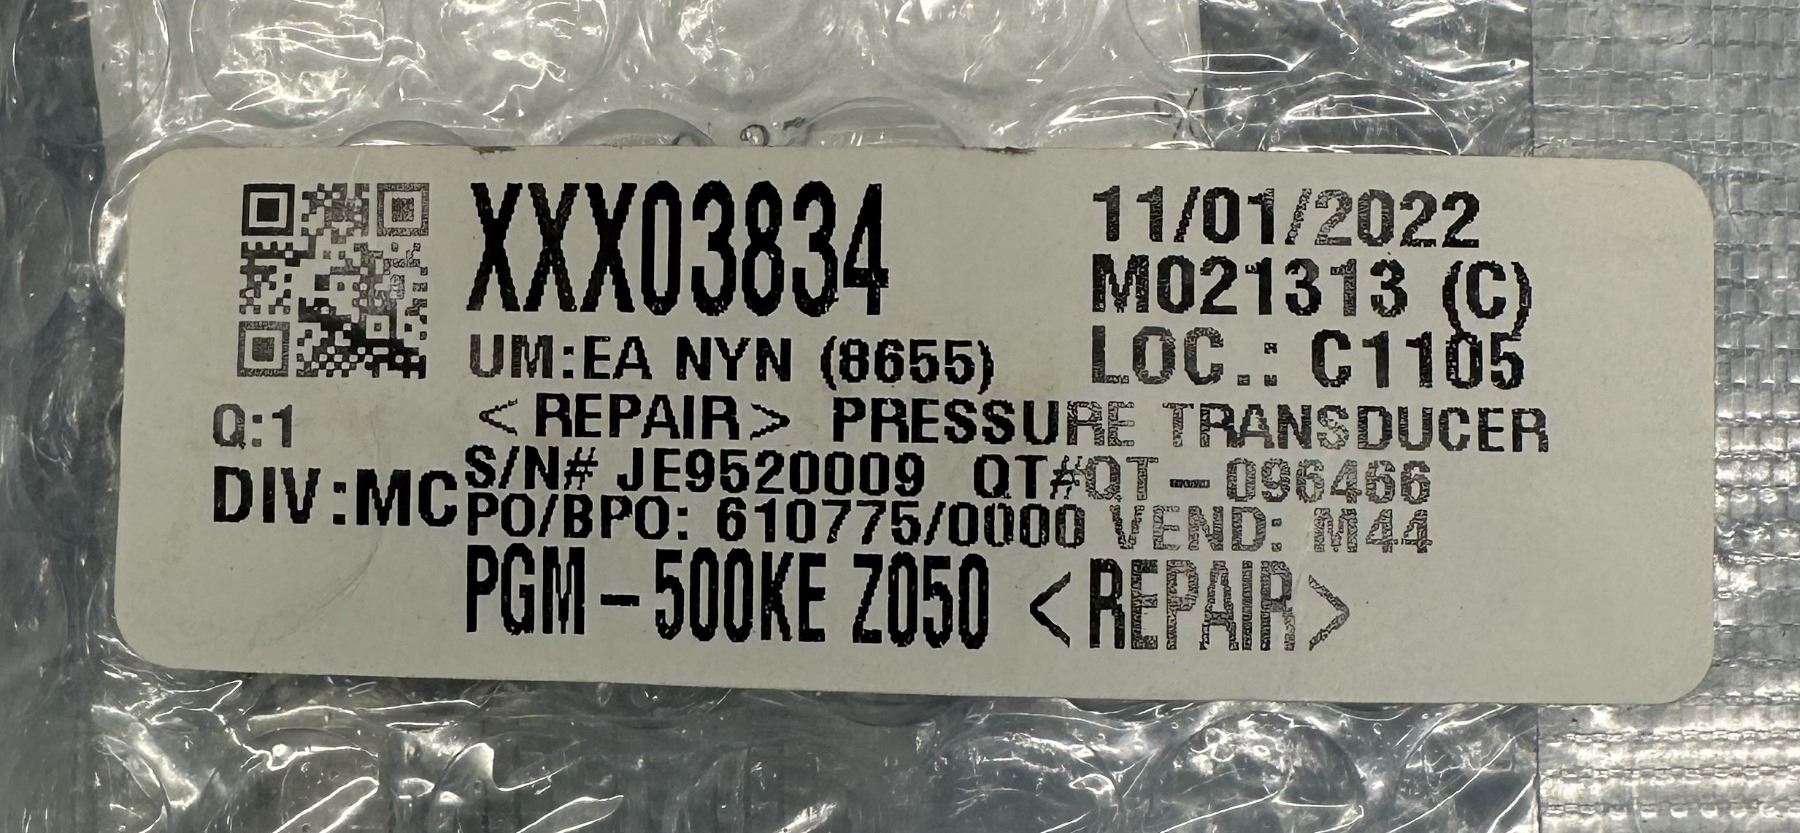 XXX03834 11/01/2022
M021313 (C)
UM:EA NYN (8655) LOC.: C1105
Q:1 <REPAIR> PRESSURE TRANSDUCER
S/N# JE9520009 QT#QT-096466
DIV:MC PO/BPO: 610775/0000 VEND: M44
PGM-500KE Z050 <REPAIR>